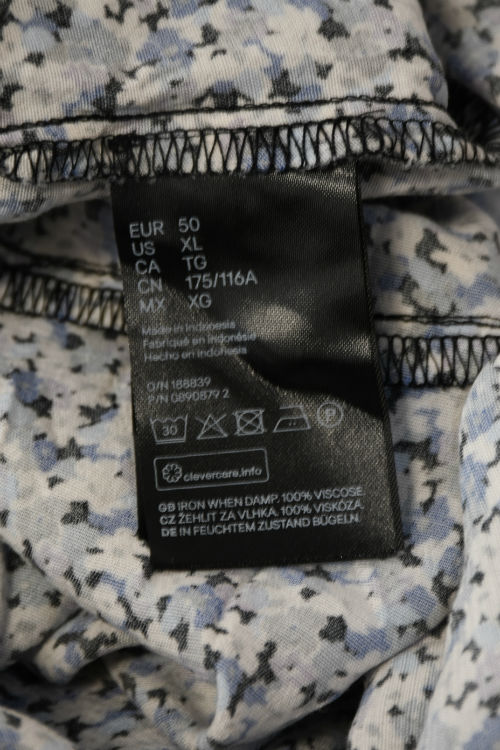 EUR 50
US XL
CA TG
CN 175/116A
MX XG
Made in Indonesia
Fabriqué en Indonésie
Hecho en Indonesia
O/N 188839
P/N 0890879 2
30 P
clevercare.info
GB IRON WHEN DAMP. 100% VISCOSE.
CZ ŽEHLIT ZA VLHKA. 100% VISKÓZA.
DE IN FEUCHTEM ZUSTAND BÜGELN.